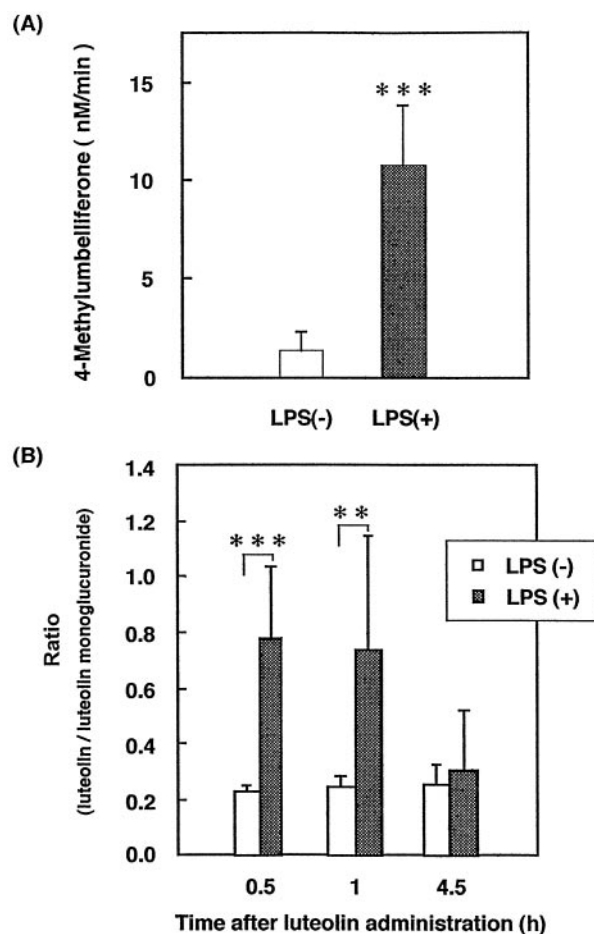 (A)
4-Methylumbelliferone ( nM/min)
15
10
5
0
***
LPS(-) LPS(+)
(B)
Ratio
(luteolin / luteolin monoglucuronide)
1.4
1.2
1.0
0.8
0.6
0.4
0.2
0.0
*** **
LPS (-)
LPS (+)
0.5 1 4.5
Time after luteolin administration (h)